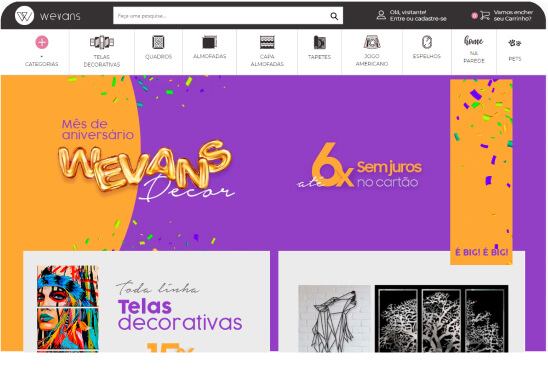 wevans
Faça uma pesquisa...
Olá, visitante!
Entre ou cadastre-se
0
Vamos encher
seu Carrinho?
+
CATEGORIAS
TELAS
DECORATIVAS
QUADROS
ALMOFADAS
CAPA
ALMOFADAS
TAPETES
JOGO
AMERICANO
ESPELHOS
home
NA
PAREDE
PETS
Mês de
aniversário
WEVANS
Decor
até 6x Sem juros
no cartão
É BIG! É BIG!
Toda linha
Telas
decorativas